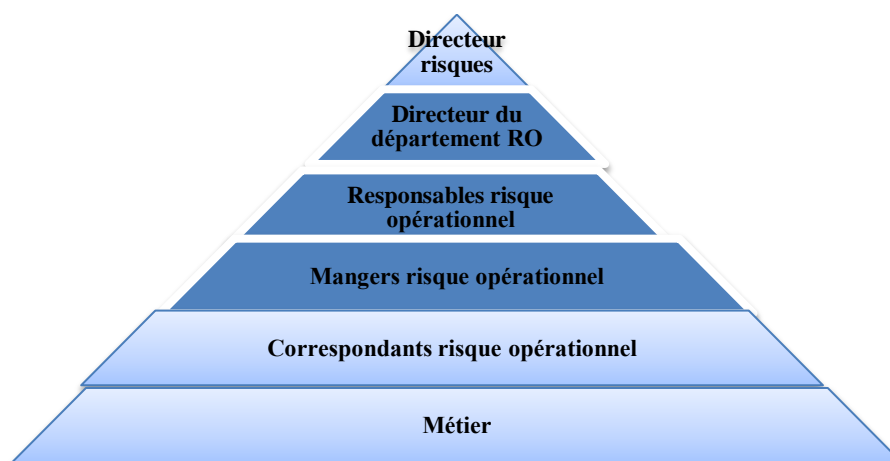 Directeur
risques
Directeur du
département RO
Responsables risque
opérationnel
Mangers risque opérationnel
Correspondants risque opérationnel
Métier